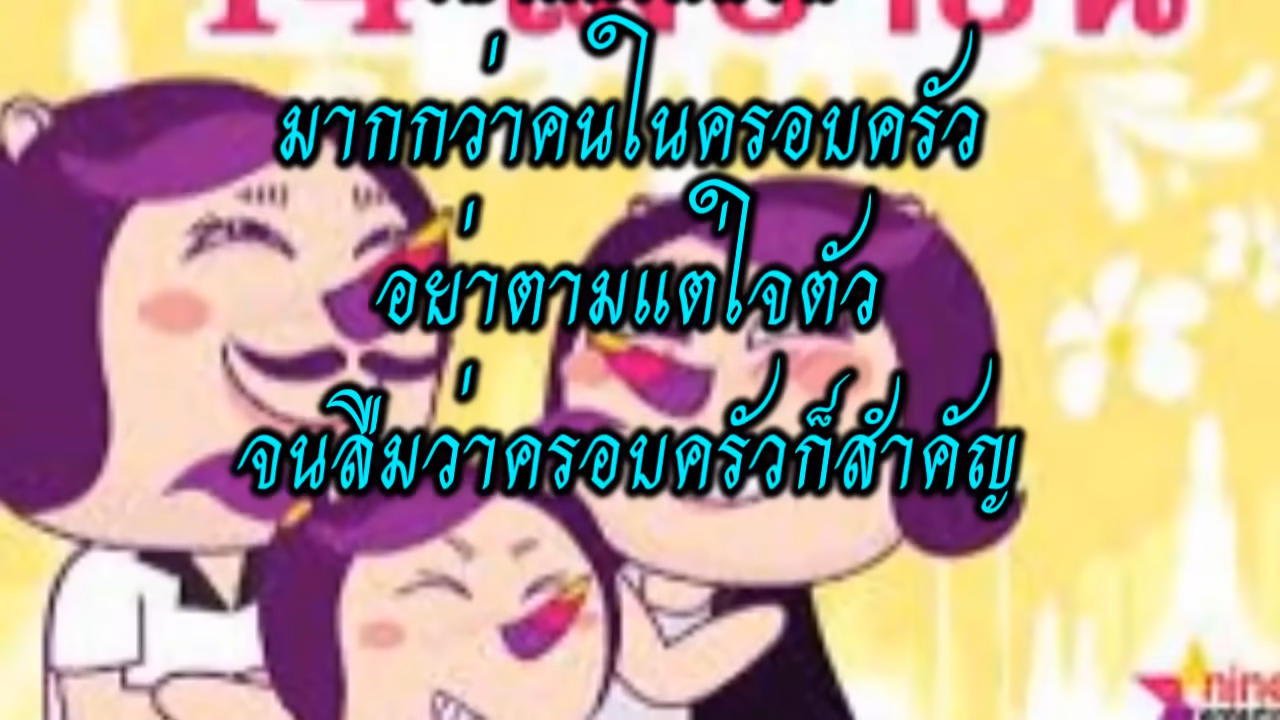 มากกว่าคนในครอบครัว
อย่าตามแต่ใจตัว
จนลืมว่าครอบครัวก็สำคัญ
nine